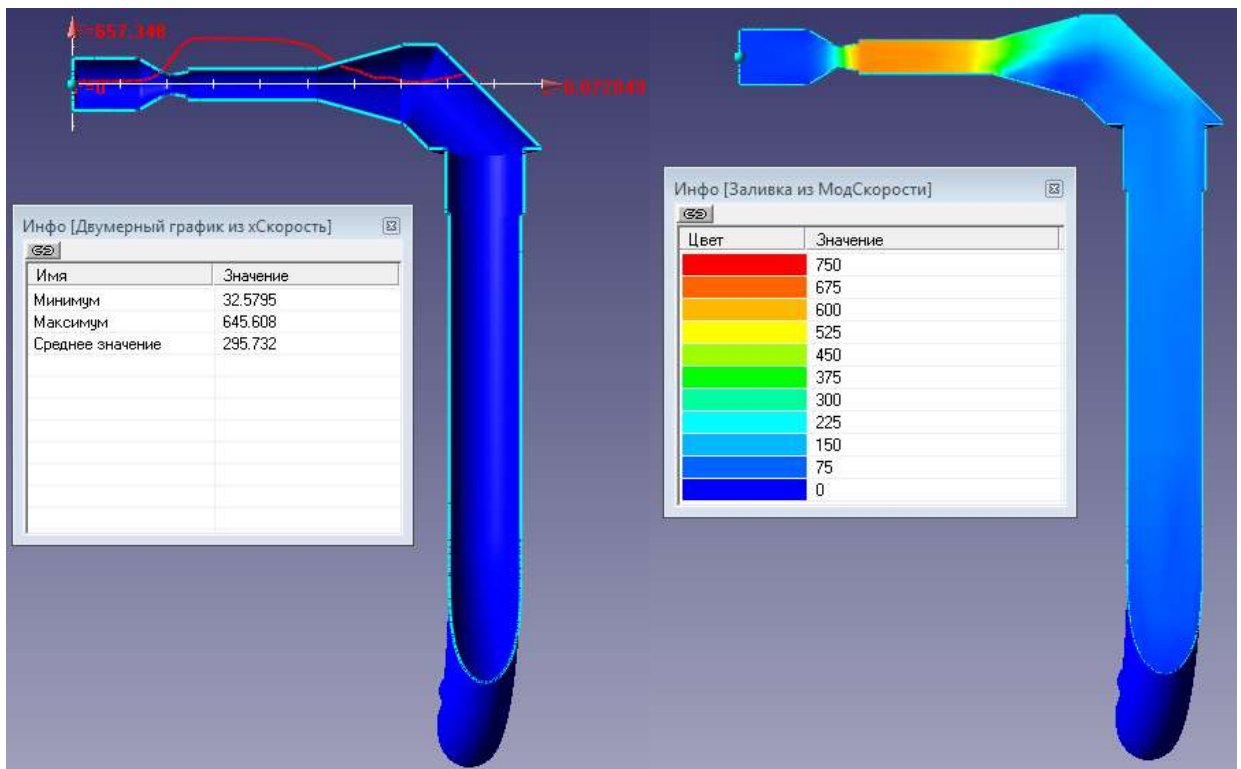 =657.348
=0
=0.072049
Инфо [Двумерный график из xСкорость]
Имя Значение
Минимум 32.5795
Максимум 645.608
Среднее значение 295.732
Инфо [Заливка из МодСкорости]
Цвет Значение
750
675
600
525
450
375
300
225
150
75
0